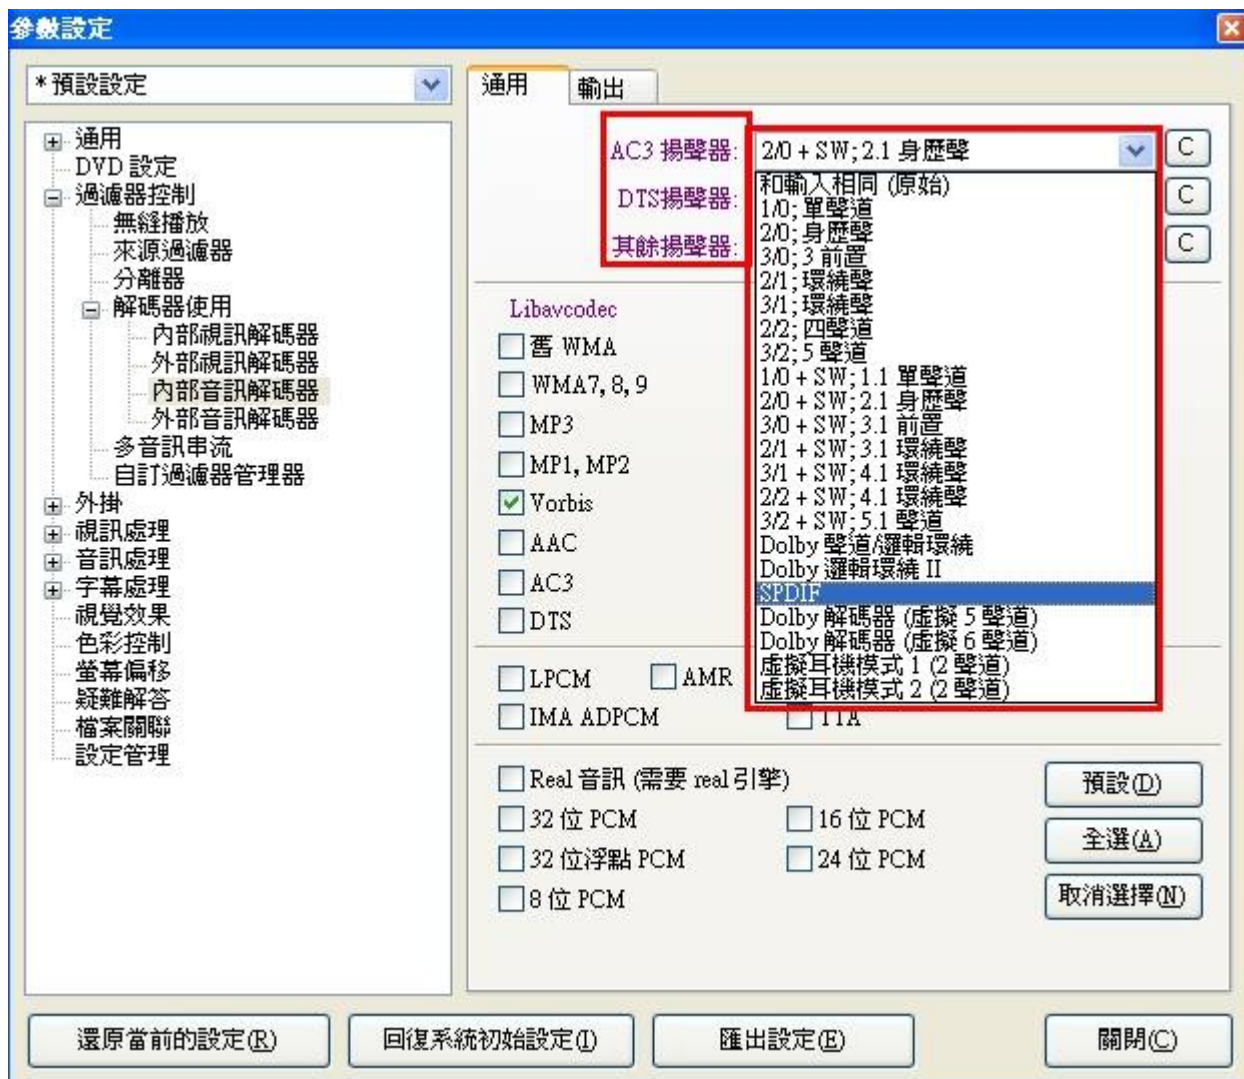 參數設定
*預設設定
通用
DVD 設定
過濾器控制
無縫播放
來源過濾器
分離器
解碼器使用
內部視訊解碼器
外部視訊解碼器
內部音訊解碼器
外部音訊解碼器
多音訊串流
自訂過濾器管理器
外掛
視訊處理
音訊處理
字幕處理
視覺效果
色彩控制
螢幕偏移
疑難解答
檔案關聯
設定管理
通用 輸出
AC3 揚聲器: 2/0 + SW; 2.1 身歷聲 C
DTS揚聲器: C
其餘揚聲器: C
和輸入相同 (原始)
1/0; 單聲道
2/0; 身歷聲
3/0; 3 前置
2/1; 環繞聲
3/1; 環繞聲
2/2; 四聲道
3/2; 5 聲道
1/0 + SW; 1.1 單聲道
2/0 + SW; 2.1 身歷聲
3/0 + SW; 3.1 前置
2/1 + SW; 3.1 環繞聲
3/1 + SW; 4.1 環繞聲
2/2 + SW; 4.1 環繞聲
3/2 + SW; 5.1 聲道
Dolby 聲道/邏輯環繞
Dolby 邏輯環繞 II
SPDIF
Dolby 解碼器 (虛擬 5 聲道)
Dolby 解碼器 (虛擬 6 聲道)
虛擬耳機模式 1 (2 聲道)
虛擬耳機模式 2 (2 聲道)
Libavcodec
舊 WMA
WMA7, 8, 9
MP3
MP1, MP2
Vorbis
AAC
AC3
DTS
LPCM AMR
IMA ADPCM TTA
Real 音訊 (需要 real 引擎)
32 位 PCM 16 位 PCM
32 位浮點 PCM 24 位 PCM
8 位 PCM
預設(D)
全選(A)
取消選擇(N)
還原當前的設定(R) 回復系統初始設定(I) 匯出設定(E) 關閉(C)